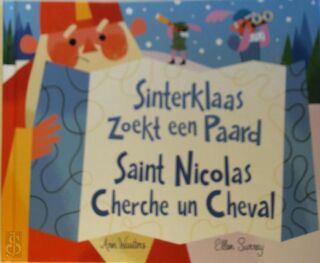 Sinterklaas
Zoekt een Paard
Saint Nicolas
Cherche un Cheval
Ann Wauters
Ellen Surrey